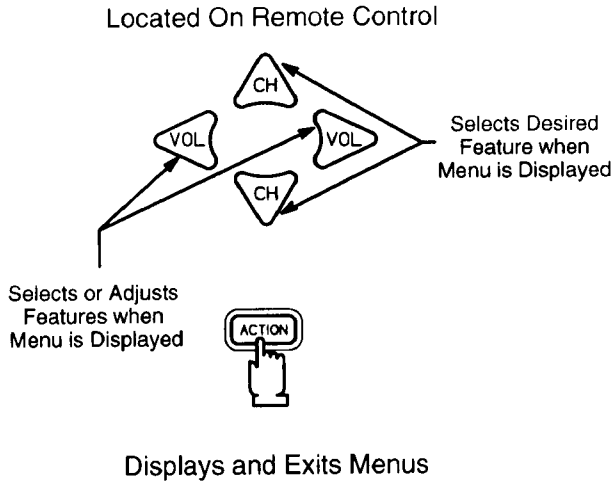 Located On Remote Control
CH
VOL
VOL
CH
Selects Desired
Feature when
Menu is Displayed
Selects or Adjusts
Features when
Menu is Displayed
ACTION
Displays and Exits Menus